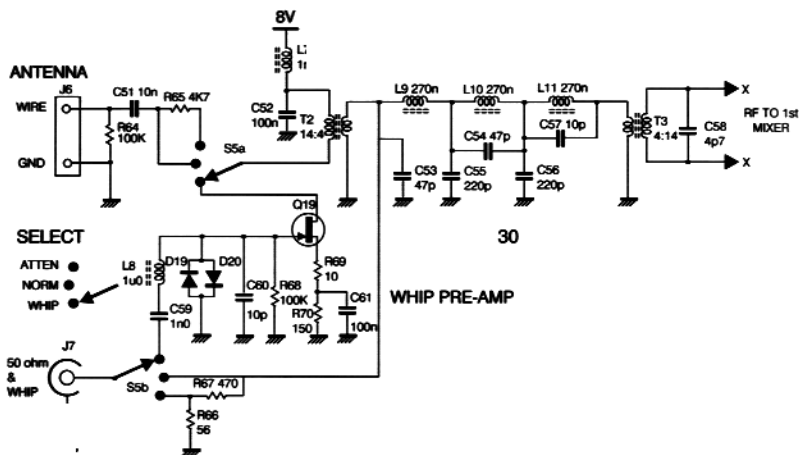 8V
ANTENNA
J6
WIRE
GND
C51 10n
R65 4K7
R64
100K
S5a
C52
100n
T2
14:4
L9 270n
L10 270n
L11 270n
C54 47p
C57 10p
C53
47p
C55
220p
C56
220p
T3
4:14
C58
4p7
X
RF TO 1st
MIXER
X
30
SELECT
ATTEN
NORM
WHIP
L8
1u0
D19
D20
Q19
C59
1n0
C60
10p
R68
100K
R69
10
R70
150
C61
100n
WHIP PRE-AMP
J7
50 ohm
&
WHIP
S5b
R67 470
R66
56